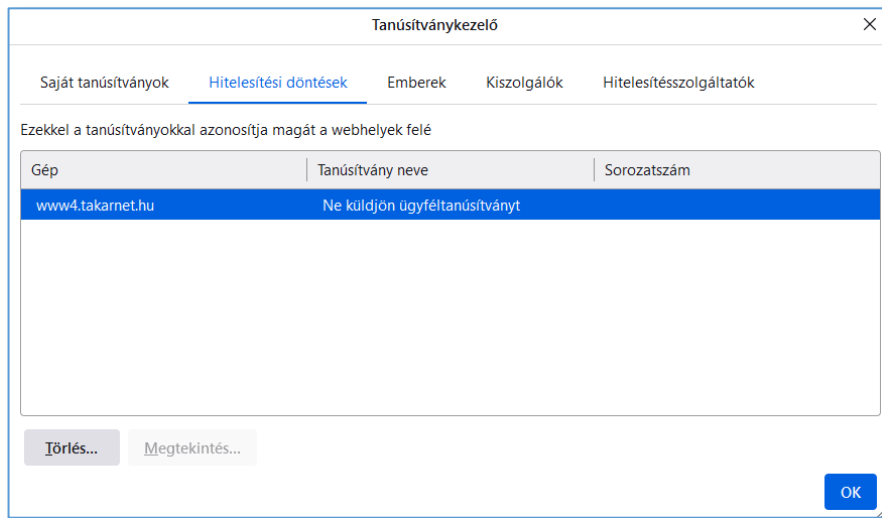 Tanúsítványkezelő
Saját tanúsítványok Hitelesítési döntések Emberek Kiszolgálók Hitelesítésszolgáltatók
Ezekkel a tanúsítványokkal azonosítja magát a webhelyek felé
Gép Tanúsítvány neve Sorozatszám
www4.takarnet.hu Ne küldjön ügyféltanúsítványt
Törlés... Megtekintés...
OK